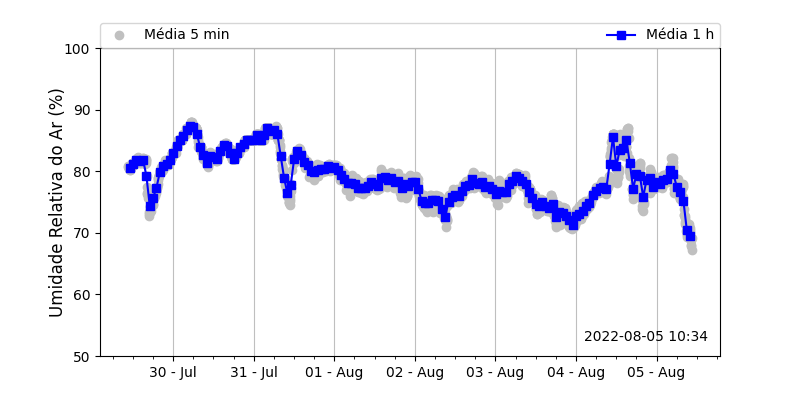 Média 5 min
Média 1 h
Umidade Relativa do Ar (%)
100
90
80
70
60
50
2022-08-05 10:34
30 - Jul
31 - Jul
01 - Aug
02 - Aug
03 - Aug
04 - Aug
05 - Aug